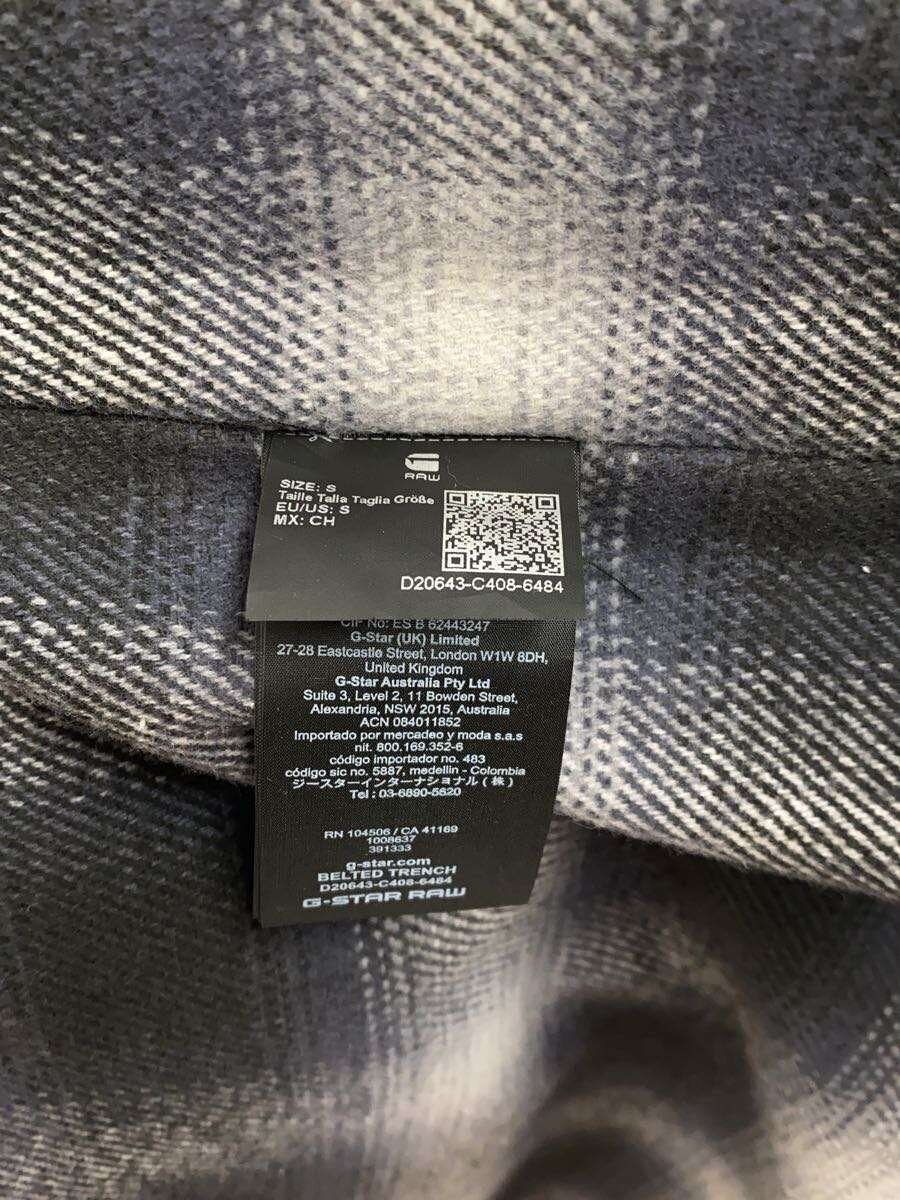 RAW
SIZE: S
Taille Talla Taglia Größe
EU/US: S
MX: CH
D20643-C408-6484
CIF No: ES B 62443247
G-Star (UK) Limited
27-28 Eastcastle Street, London W1W 8DH,
United Kingdom
G-Star Australia Pty Ltd
Suite 3, Level 2, 11 Bowden Street,
Alexandria, NSW 2015, Australia
ACN 084011852
Importado por mercadeo y moda s.a.s
nit. 800.169.352-6
código importador no. 483
código sic no. 5887, medellin - Colombia
ジースターインターナショナル(株)
Tel : 03-6890-5620
RN 104506 / CA 41169
1008637
391333
g-star.com
BELTED TRENCH
D20643-C408-6484
G-STAR RAW